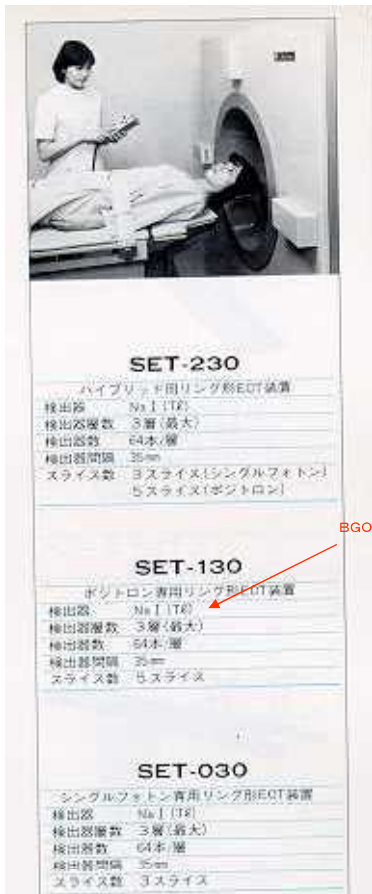 SET-230
ハイブリッド用リング形ECT装置
検出器 NaI(Tℓ)
検出器層数 3層(最大)
検出器数 64本/層
検出器間隔 35mm
スライス数 3スライス(シングルフォトン)
5スライス(ポジトロン)
BGO
SET-130
ポジトロン専用リング形ECT装置
検出器 NaI(Tℓ)
検出器層数 3層(最大)
検出器数 64本/層
検出器間隔 35mm
スライス数 5スライス
SET-030
シングルフォトン専用リング形ECT装置
検出器 NaI(Tℓ)
検出器層数 3層(最大)
検出器数 64本/層
検出器間隔 35mm
スライス数 3スライス